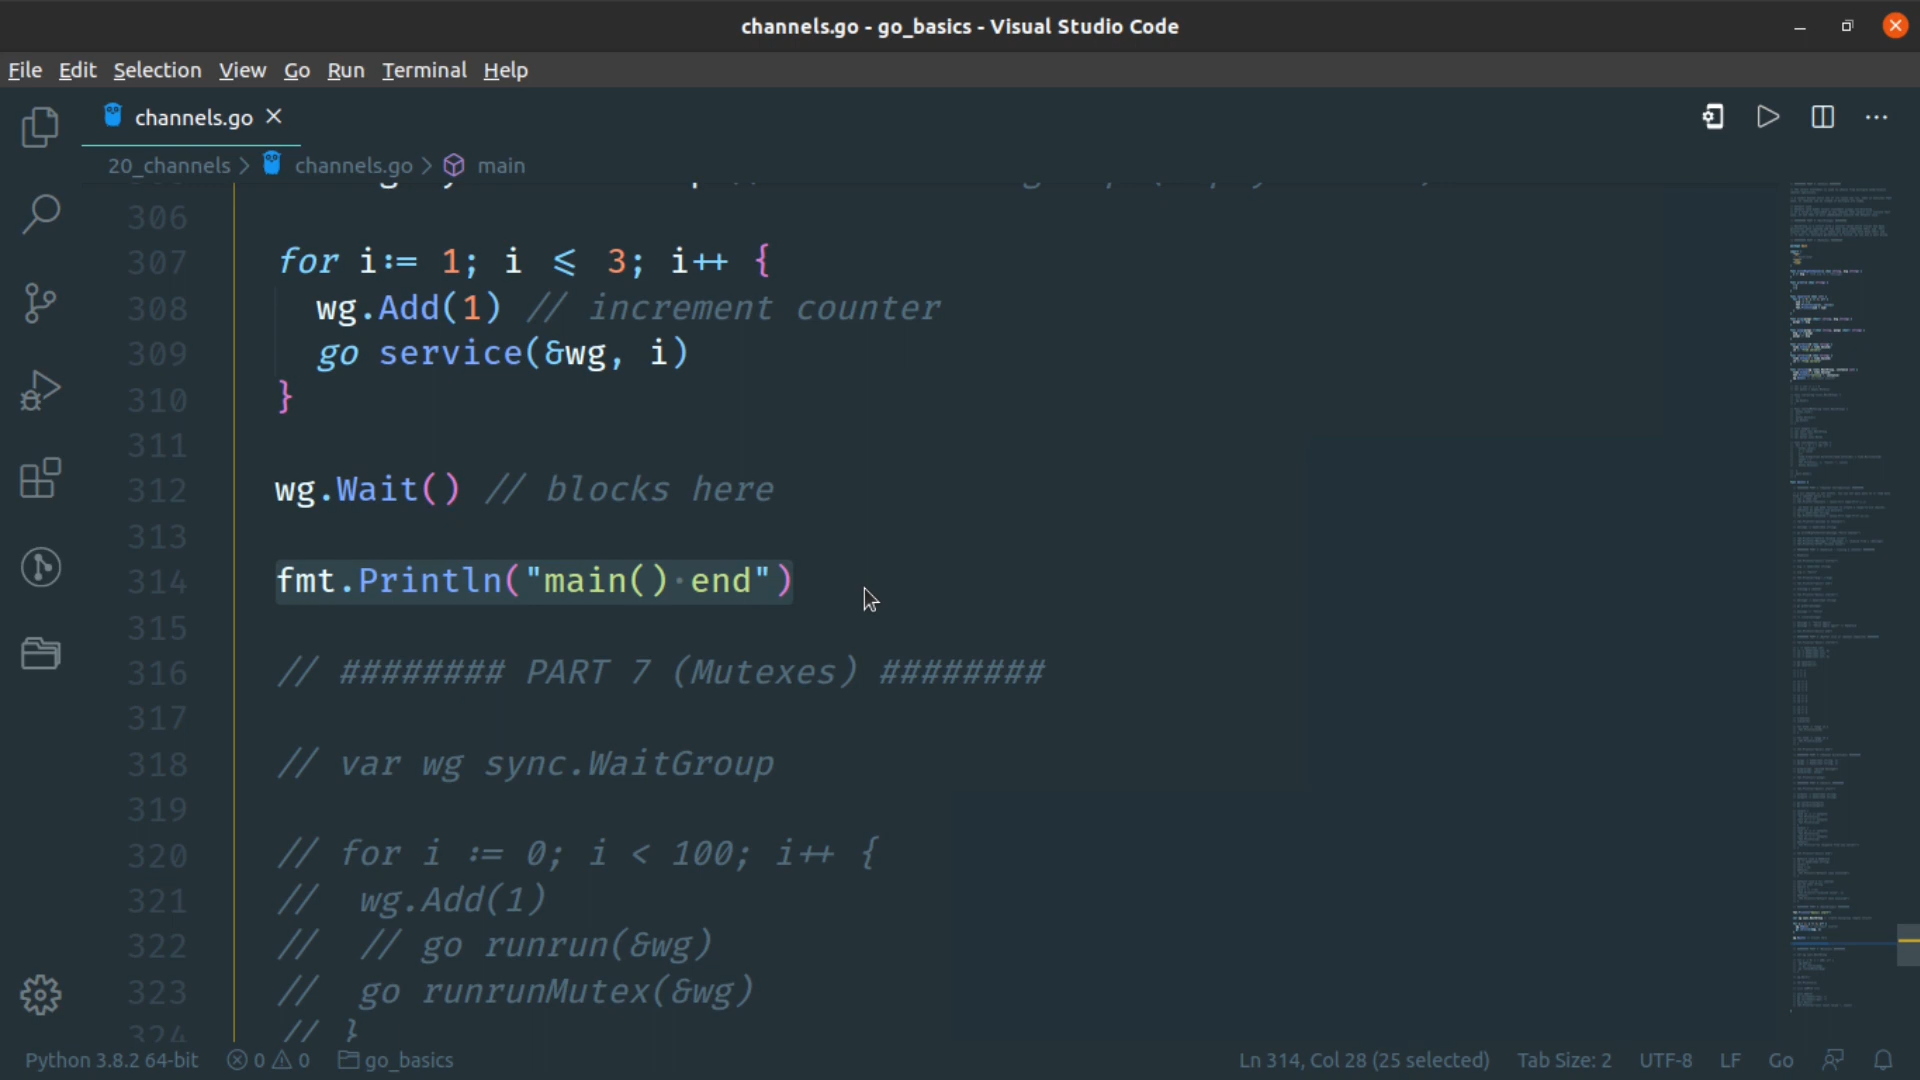 channels.go - go_basics - Visual Studio Code
File Edit Selection View Go Run Terminal Help
channels.go
20_channels > channels.go > main
306
307 for i:= 1; i <= 3; i++ {
308 wg.Add(1) // increment counter
309 go service(&wg, i)
310 }
311
312 wg.Wait() // blocks here
313
314 fmt.Println("main()·end")
315
316 // ######## PART 7 (Mutexes) ########
317
318 // var wg sync.WaitGroup
319
320 // for i := 0; i < 100; i++ {
321 // wg.Add(1)
322 // // go runrun(&wg)
323 // go runrunMutex(&wg)
324 // }
Python 3.8.2 64-bit 0 0 go_basics Ln 314, Col 28 (25 selected) Tab Size: 2 UTF-8 LF Go